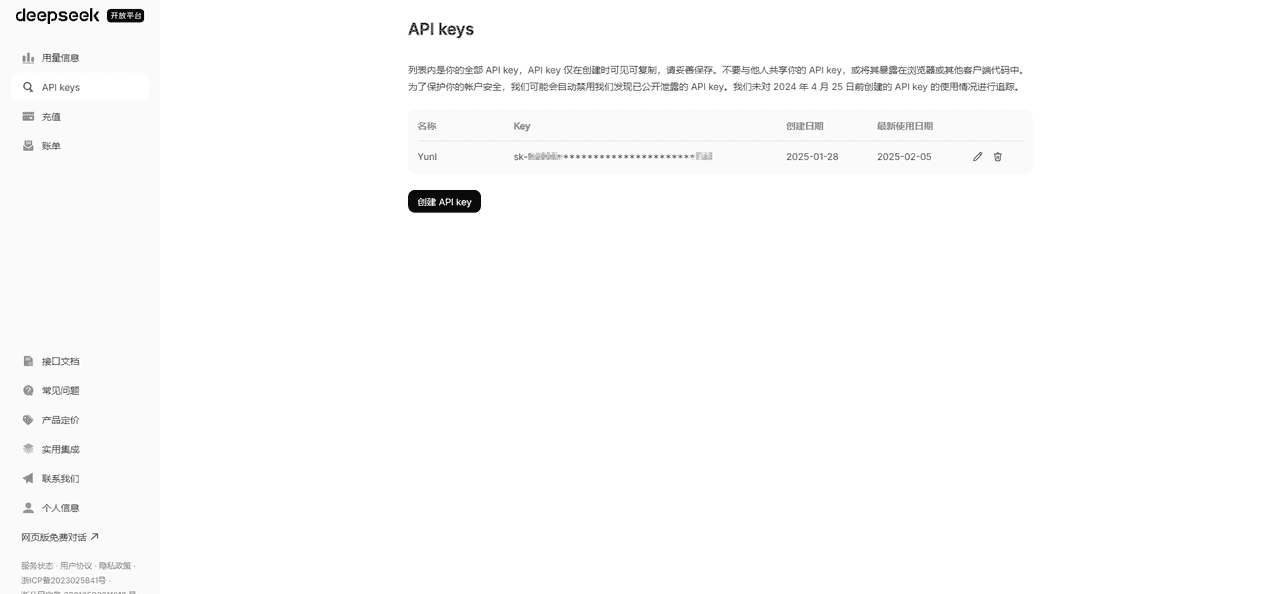 deepseek 开放平台
用量信息
API keys
充值
账单
接口文档
常见问题
产品定价
实用集成
联系我们
个人信息
网页版免费对话
服务状态 · 用户协议 · 隐私政策 ·
浙ICP备2023025841号 ·
API keys
列表内是你的全部 API key，API key 仅在创建时可见可复制，请妥善保存。不要与他人共享你的 API key，或将其暴露在浏览器或其他客户端代码中。
为了保护你的帐户安全，我们可能会自动禁用我们发现已公开泄露的 API key。我们未对 2024 年 4 月 25 日前创建的 API key 的使用情况进行追踪。
名称 Key 创建日期 最新使用日期
YunI sk-***********************  2025-01-28 2025-02-05
创建 API key